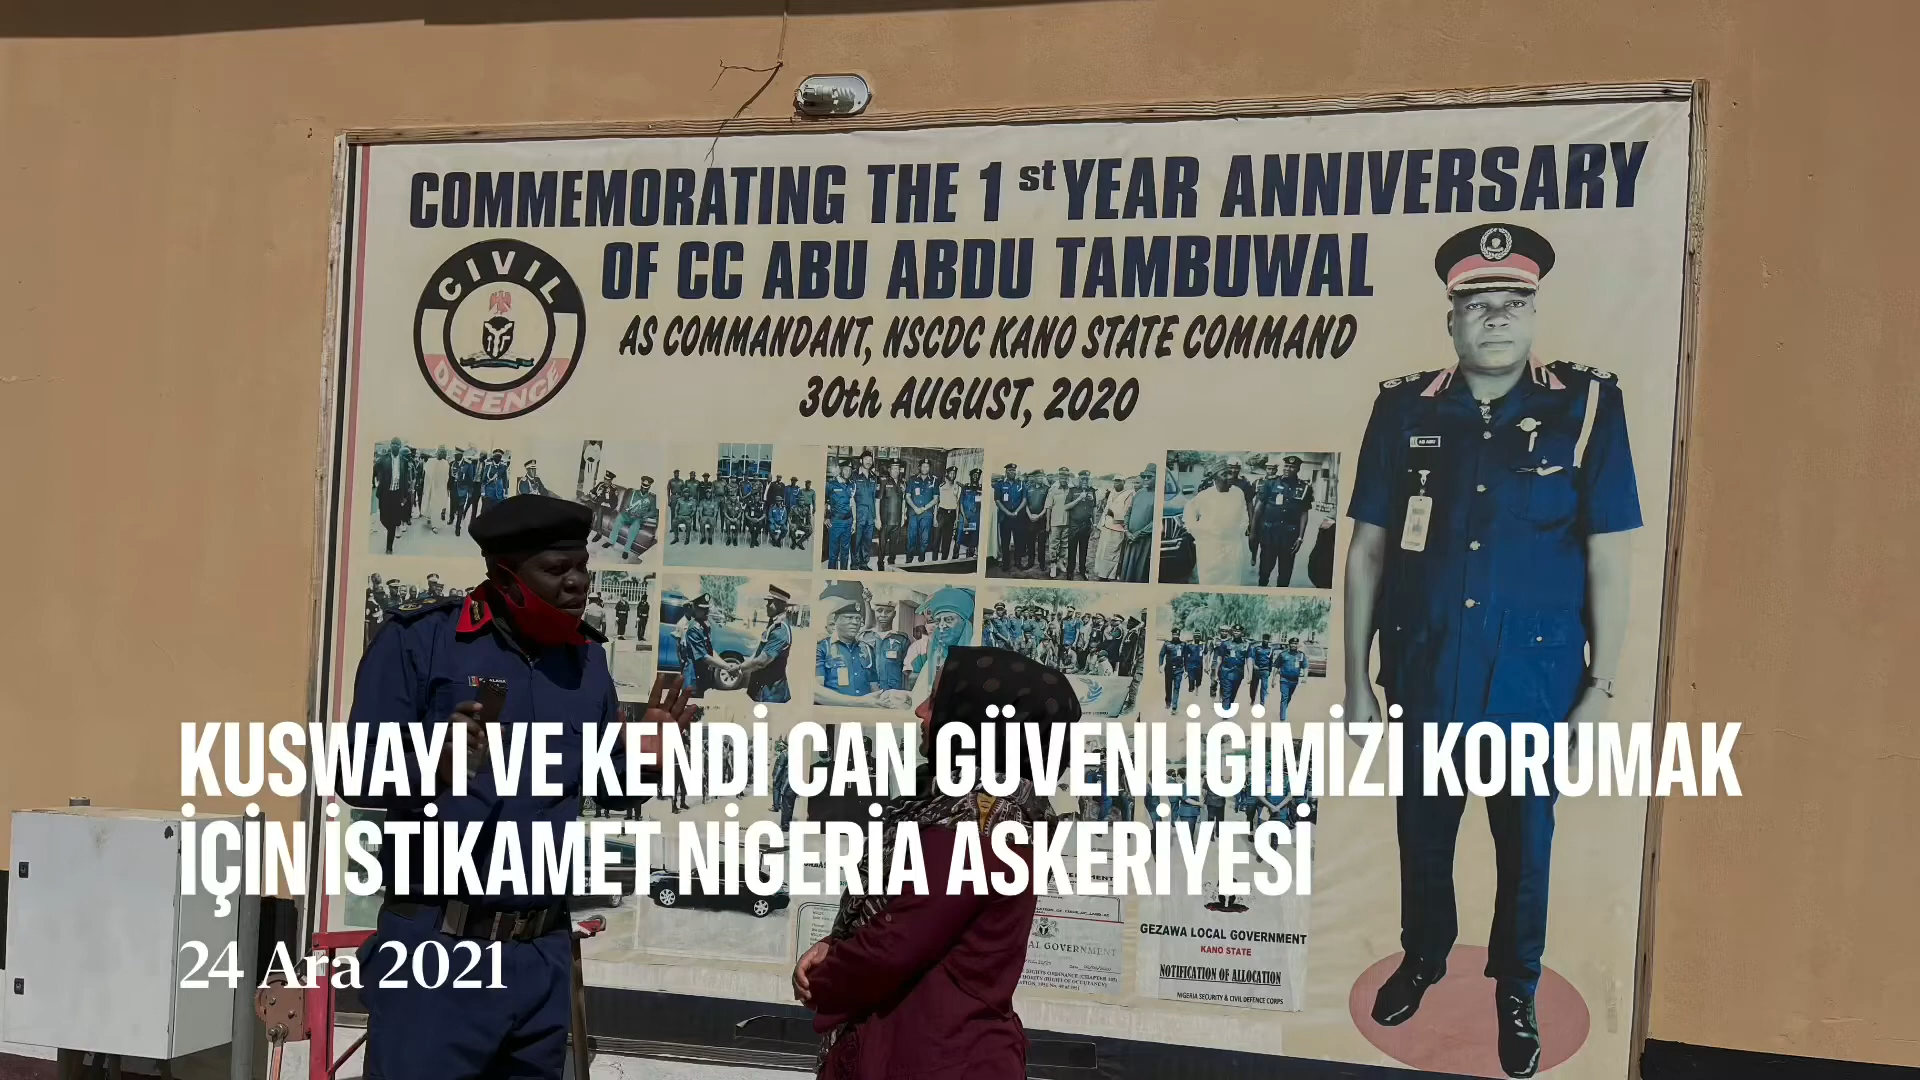 COMMEMORATING THE 1st YEAR ANNIVERSARY
OF CC ABU ABDU TAMBUWAL
AS COMMANDANT, NSCDC KANO STATE COMMAND
30th AUGUST, 2020
CIVIL
DEFENCE
KUSWAYI VE KENDİ CAN GÜVENLİĞİMİZİ KORUMAK
İÇİN İSTİKAMET NİGERİA ASKERİYESİ
24 Ara 2021
GEZAWA LOCAL GOVERNMENT
KANO STATE
NOTIFICATION OF ALLOCATION
NIGERIA SECURITY & CIVIL DEFENCE CORPS